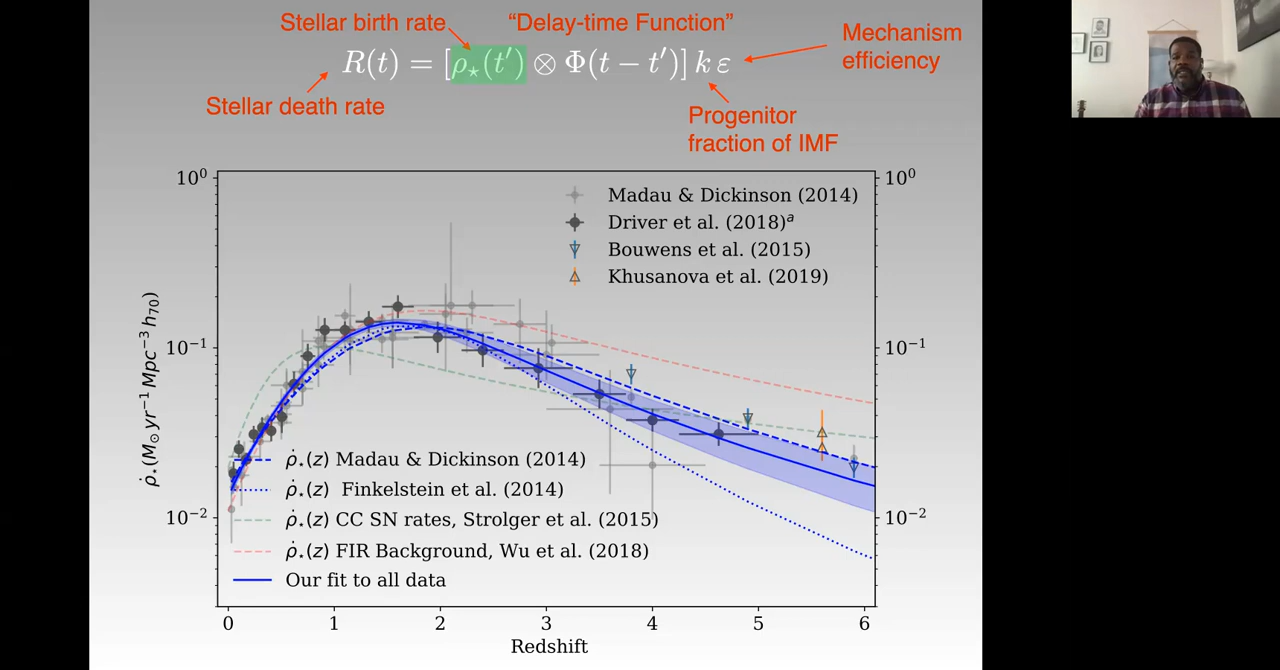 Stellar birth rate
"Delay-time Function"
Mechanism
efficiency
R(t) = [ρ⋆(t′) ⊗ Φ(t − t′)] k ε
Stellar death rate
Progenitor
fraction of IMF
10⁰
10⁰
Madau & Dickinson (2014)
Driver et al. (2018)ᵃ
Bouwens et al. (2015)
Khusanova et al. (2019)
10⁻¹
10⁻¹
ρ̇⋆(M⊙ yr⁻¹ Mpc⁻³ h₇₀)
ρ̇⋆(z) Madau & Dickinson (2014)
ρ̇⋆(z) Finkelstein et al. (2014)
10⁻²
10⁻²
ρ̇⋆(z) CC SN rates, Strolger et al. (2015)
ρ̇⋆(z) FIR Background, Wu et al. (2018)
Our fit to all data
0 1 2 3 4 5 6
Redshift